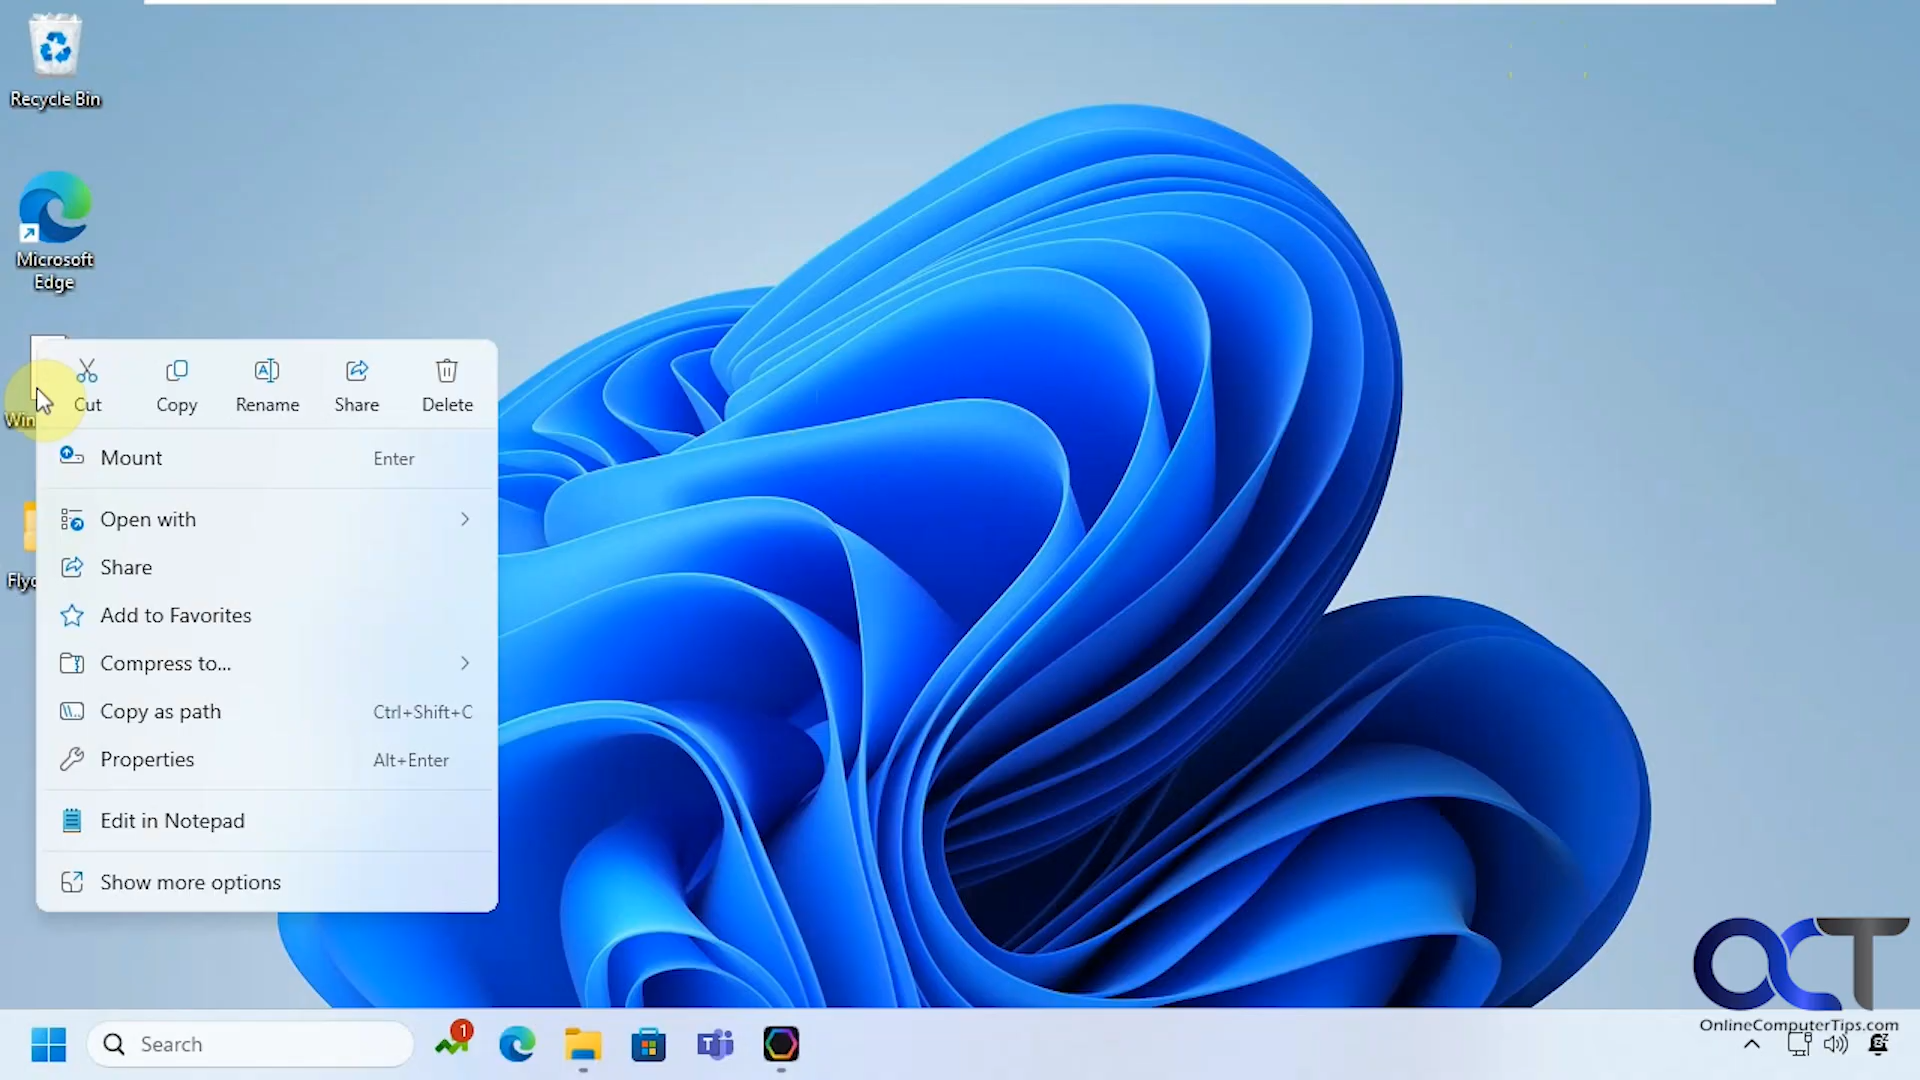 Recycle Bin
Microsoft
Edge
Cut
Copy
Rename
Share
Delete
Mount Enter
Open with
Share
Add to Favorites
Compress to...
Copy as path Ctrl+Shift+C
Properties Alt+Enter
Edit in Notepad
Show more options
OCT
OnlineComputerTips.com
Search
1